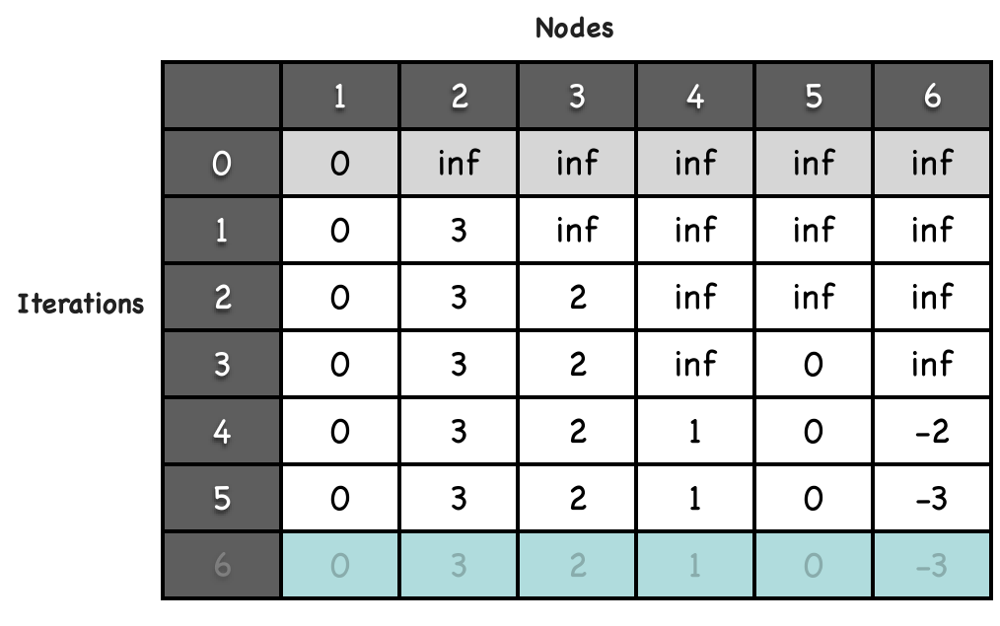 Nodes
1 2 3 4 5 6
0 0 inf inf inf inf inf
1 0 3 inf inf inf inf
2 0 3 2 inf inf inf
Iterations
3 0 3 2 inf 0 inf
4 0 3 2 1 0 -2
5 0 3 2 1 0 -3
6 0 3 2 1 0 -3